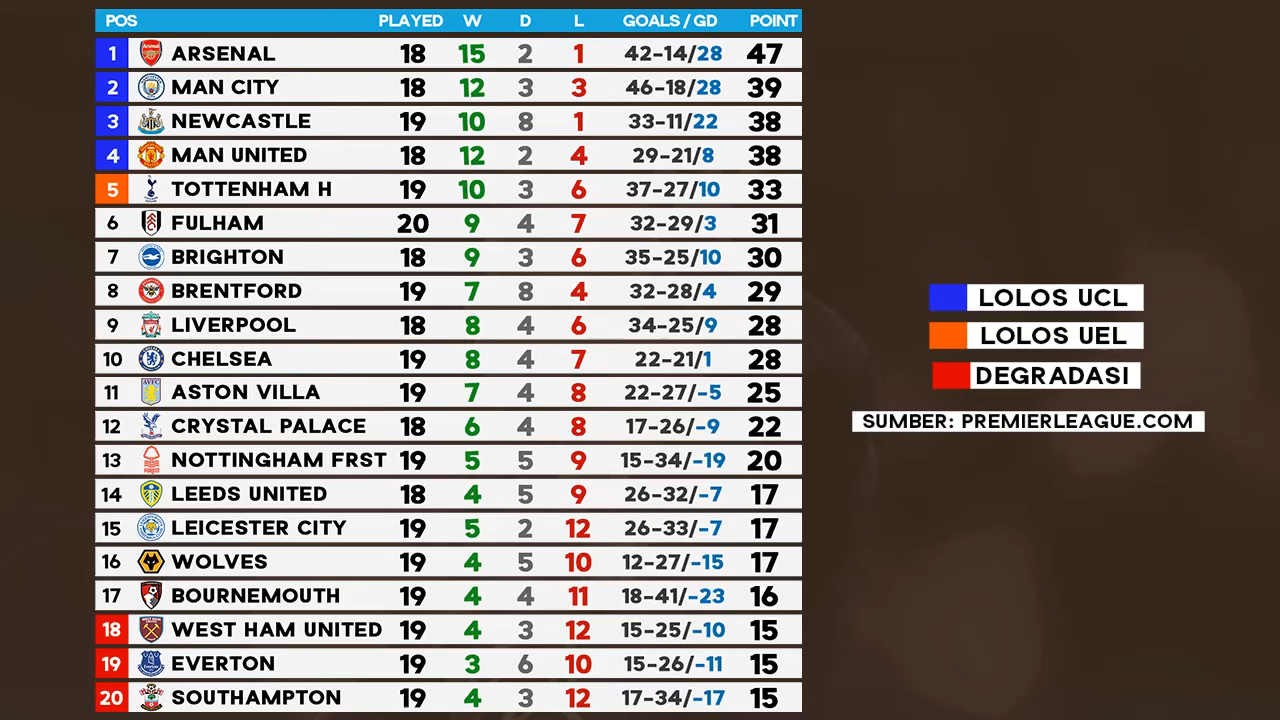 POS PLAYED W D L GOALS / GD POINT
1 ARSENAL 18 15 2 1 42-14/28 47
2 MAN CITY 18 12 3 3 46-18/28 39
3 NEWCASTLE 19 10 8 1 33-11/22 38
4 MAN UNITED 18 12 2 4 29-21/8 38
5 TOTTENHAM H 19 10 3 6 37-27/10 33
6 FULHAM 20 9 4 7 32-29/3 31
7 BRIGHTON 18 9 3 6 35-25/10 30
8 BRENTFORD 19 7 8 4 32-28/4 29
9 LIVERPOOL 18 8 4 6 34-25/9 28
10 CHELSEA 19 8 4 7 22-21/1 28
11 ASTON VILLA 19 7 4 8 22-27/-5 25
12 CRYSTAL PALACE 18 6 4 8 17-26/-9 22
13 NOTTINGHAM FRST 19 5 5 9 15-34/-19 20
14 LEEDS UNITED 18 4 5 9 26-32/-7 17
15 LEICESTER CITY 19 5 2 12 26-33/-7 17
16 WOLVES 19 4 5 10 12-27/-15 17
17 BOURNEMOUTH 19 4 4 11 18-41/-23 16
18 WEST HAM UNITED 19 4 3 12 15-25/-10 15
19 EVERTON 19 3 6 10 15-26/-11 15
20 SOUTHAMPTON 19 4 3 12 17-34/-17 15
LOLOS UCL
LOLOS UEL
DEGRADASI
SUMBER: PREMIERLEAGUE.COM